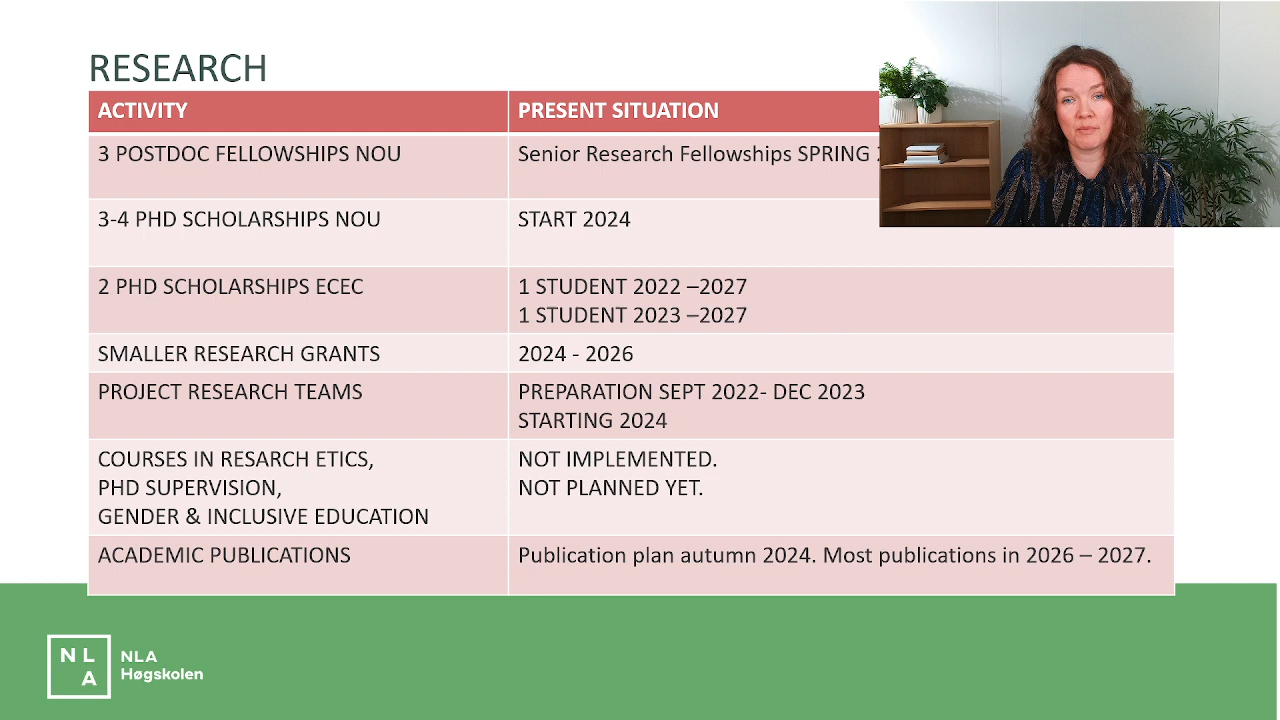 RESEARCH
ACTIVITY
PRESENT SITUATION
3 POSTDOC FELLOWSHIPS NOU
Senior Research Fellowships SPRING
3-4 PHD SCHOLARSHIPS NOU
START 2024
2 PHD SCHOLARSHIPS ECEC
1 STUDENT 2022 –2027
1 STUDENT 2023 –2027
SMALLER RESEARCH GRANTS
2024 - 2026
PROJECT RESEARCH TEAMS
PREPARATION SEPT 2022- DEC 2023
STARTING 2024
COURSES IN RESARCH ETICS,
PHD SUPERVISION,
GENDER & INCLUSIVE EDUCATION
NOT IMPLEMENTED.
NOT PLANNED YET.
ACADEMIC PUBLICATIONS
Publication plan autumn 2024. Most publications in 2026 – 2027.
NL
A
NLA
Høgskolen